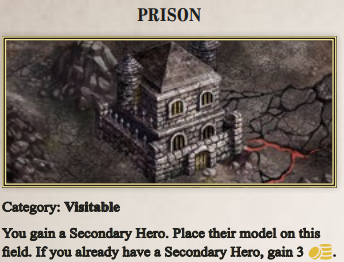 PRISON
Category: Visitable
You gain a Secondary Hero. Place their model on this
field. If you already have a Secondary Hero, gain 3 .